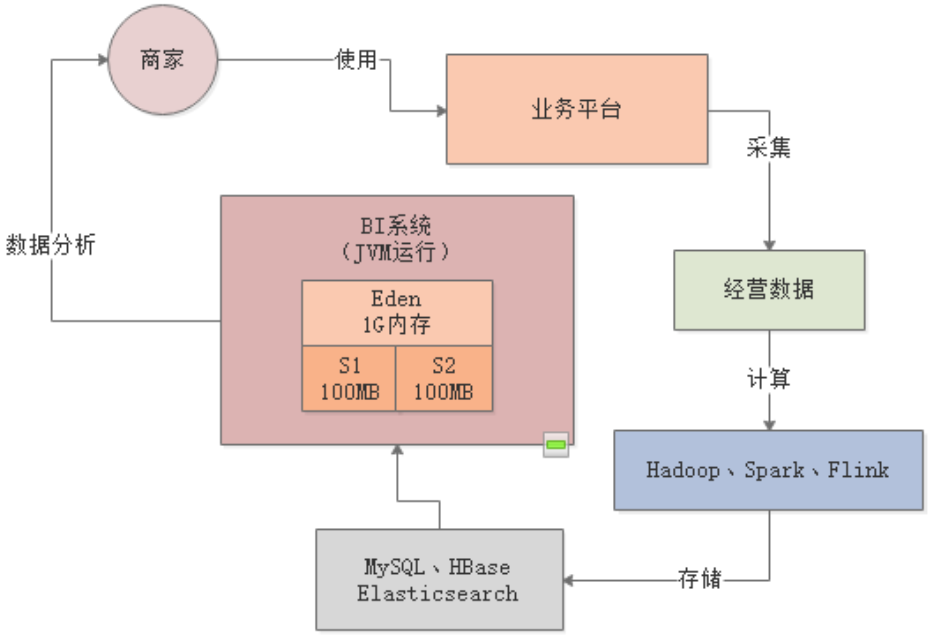 商家
使用
业务平台
采集
数据分析
BI系统
（JVM运行）
Eden
1G内存
S1
100MB
S2
100MB
经营数据
计算
Hadoop、Spark、Flink
存储
MySQL、HBase
Elasticsearch